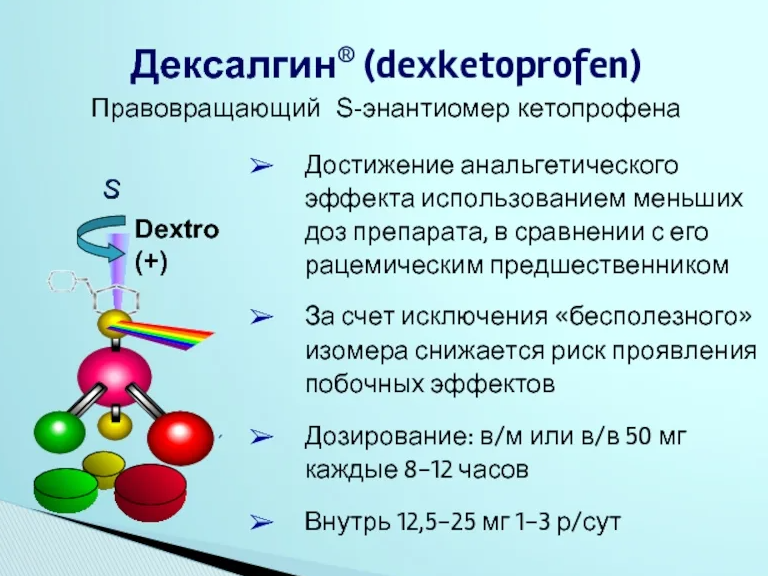 Дексалгин® (dexketoprofen)
Правовращающий S-энантиомер кетопрофена
S
Dextro
(+)
➢ Достижение анальгетического
эффекта использованием меньших
доз препарата, в сравнении с его
рацемическим предшественником
➢ За счет исключения «бесполезного»
изомера снижается риск проявления
побочных эффектов
➢ Дозирование: в/м или в/в 50 мг
каждые 8–12 часов
➢ Внутрь 12,5–25 мг 1–3 р/сут